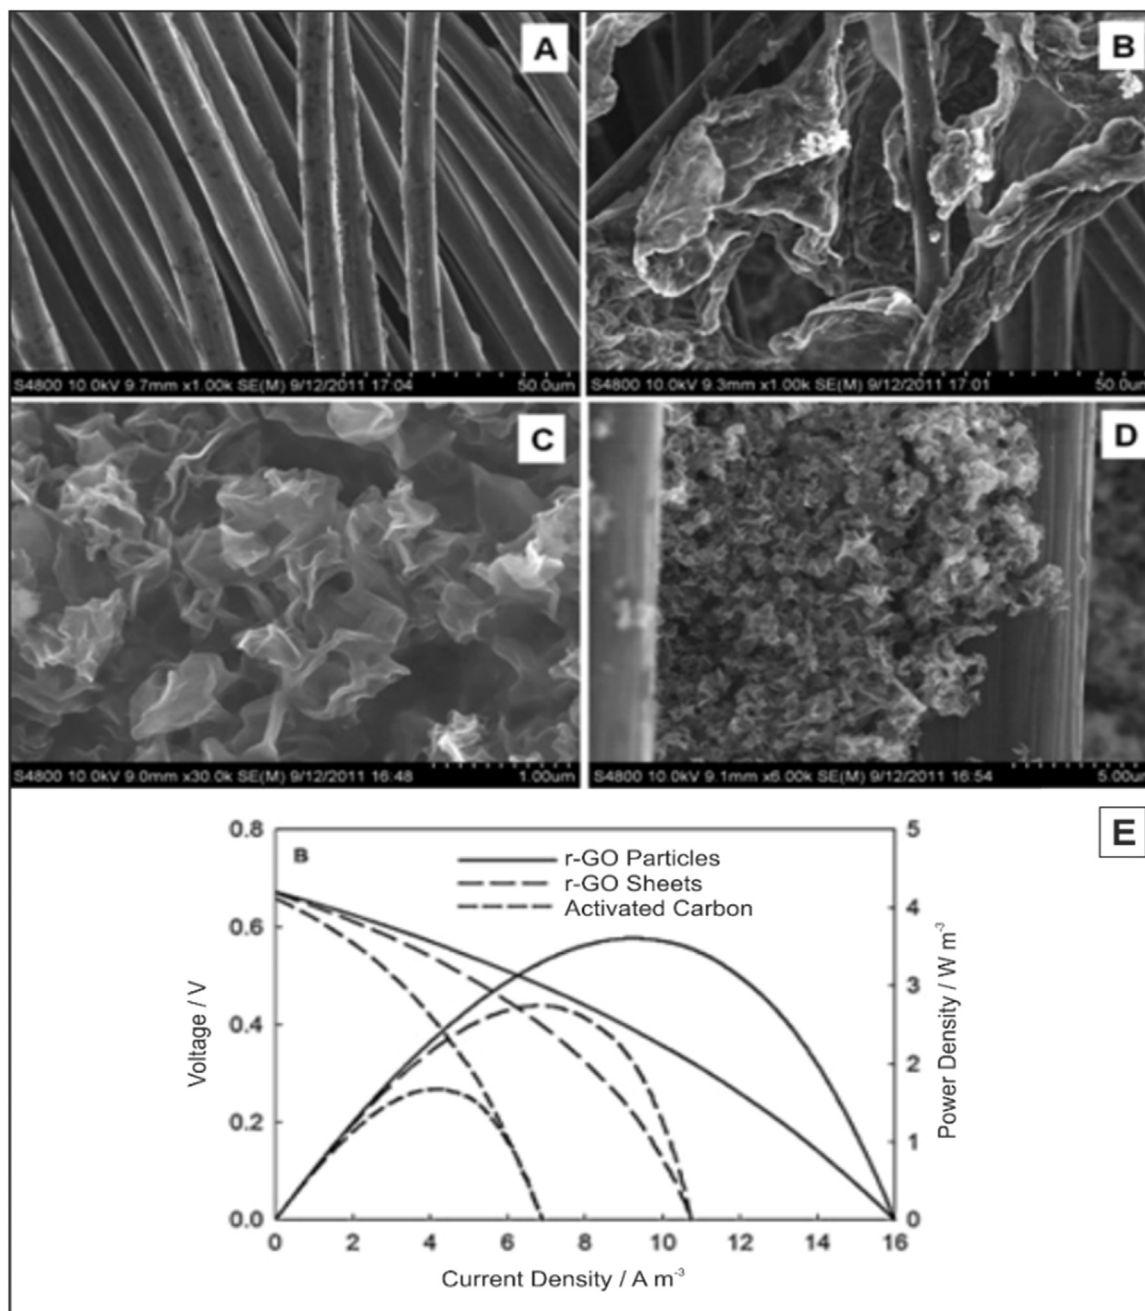 A
B
S4800 10.0kV 9.7mm x1.00k SE(M) 9/12/2011 17:04 50.0um
S4800 10.0kV 9.3mm x1.00k SE(M) 9/12/2011 17:01 50.0um
C
D
S4800 10.0kV 9.0mm x30.0k SE(M) 9/12/2011 16:48 1.00um
S4800 10.0kV 9.1mm x6.00k SE(M) 9/12/2011 16:54 5.00um
E
B
r-GO Particles
r-GO Sheets
Activated Carbon
Voltage / V
0.8
0.6
0.4
0.2
0.0
5
4
3
2
1
0
Power Density / W m⁻³
0 2 4 6 8 10 12 14 16
Current Density / A m⁻³